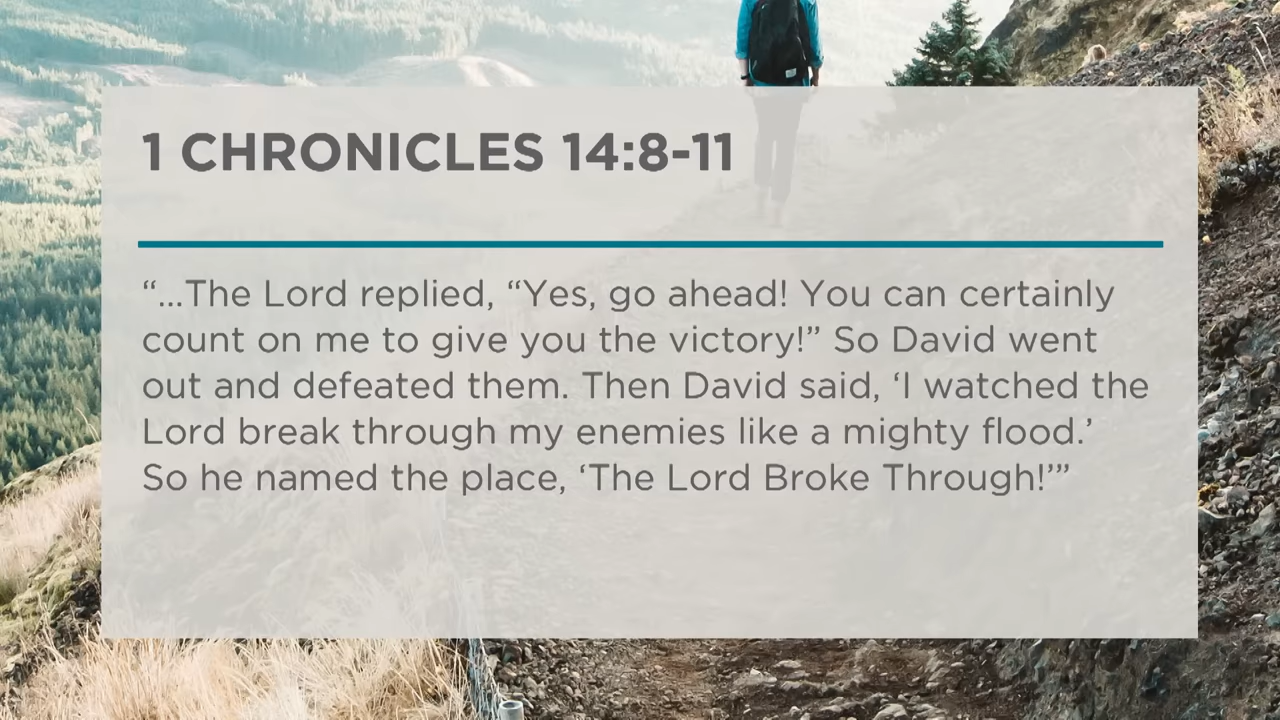 1 CHRONICLES 14:8-11
“...The Lord replied, “Yes, go ahead! You can certainly
count on me to give you the victory!” So David went
out and defeated them. Then David said, ‘I watched the
Lord break through my enemies like a mighty flood.’
So he named the place, ‘The Lord Broke Through!’”